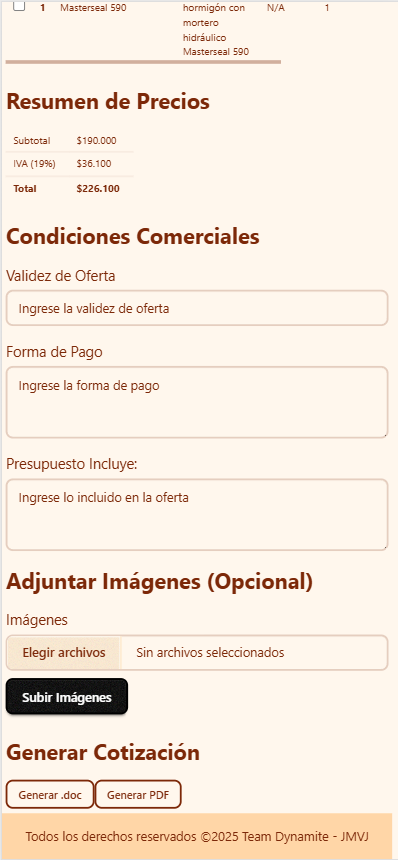 1 Masterseal 590 hormigón con N/A 1
mortero
hidráulico
Masterseal 590
Resumen de Precios
Subtotal $190.000
IVA (19%) $36.100
Total $226.100
Condiciones Comerciales
Validez de Oferta
Ingrese la validez de oferta
Forma de Pago
Ingrese la forma de pago
Presupuesto Incluye:
Ingrese lo incluido en la oferta
Adjuntar Imágenes (Opcional)
Imágenes
Elegir archivos Sin archivos seleccionados
Subir Imágenes
Generar Cotización
Generar .doc Generar PDF
Todos los derechos reservados ©2025 Team Dynamite - JMVJ